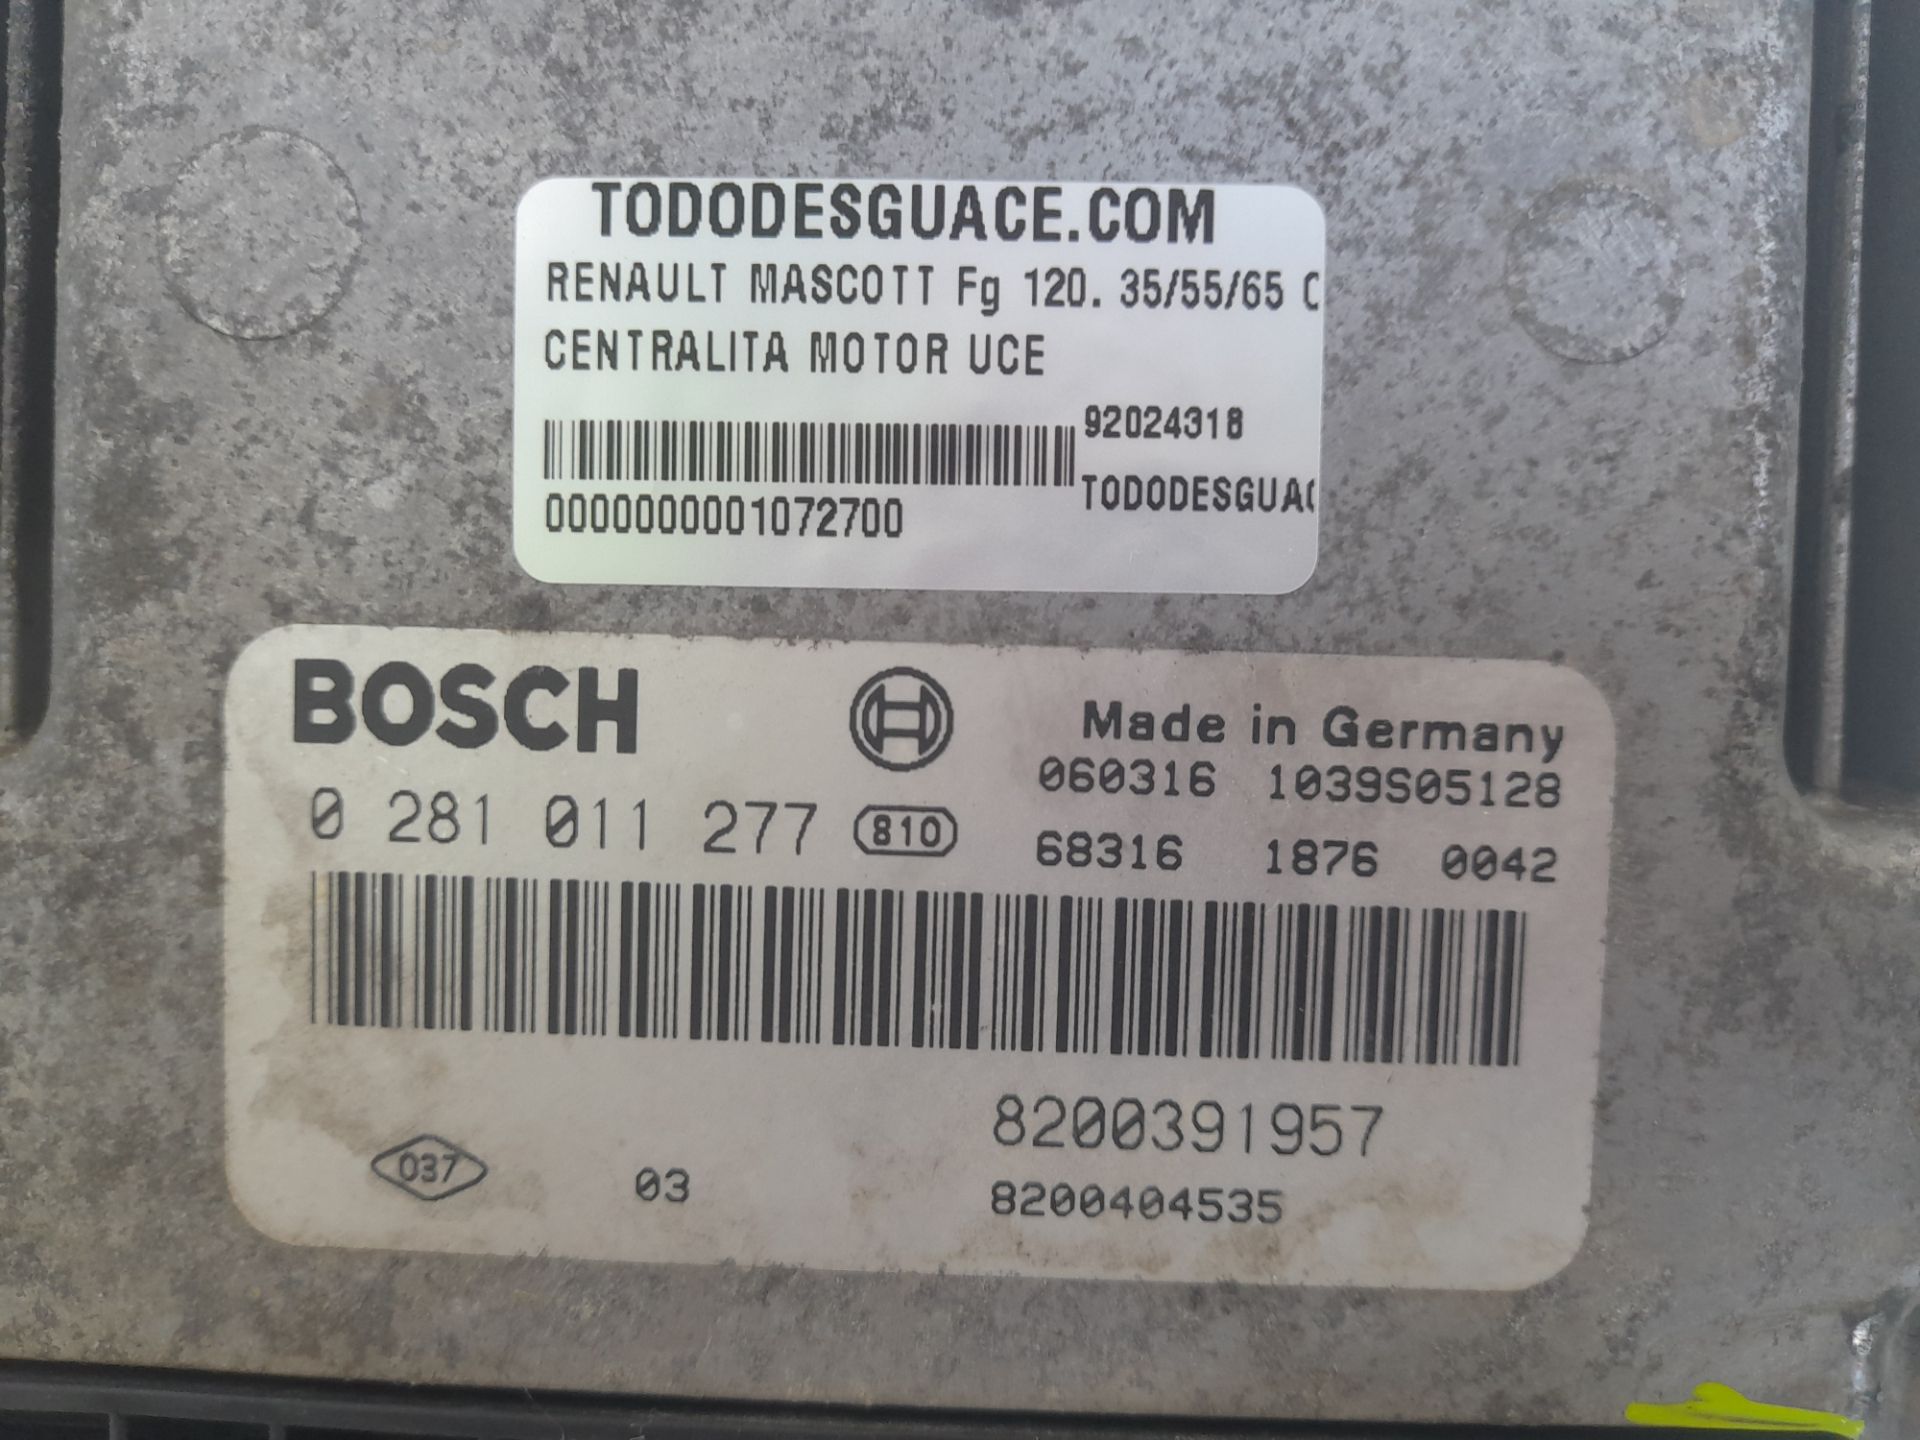 TODODESGUACE.COM
RENAULT MASCOTT Fg 120. 35/55/65 C
CENTRALITA MOTOR UCE
92024318
0000000001072700
TODODESGUAC
BOSCH
Made in Germany
060316 1039S05128
0 281 011 277 810
68316 1876 0042
8200391957
037 03 8200404535